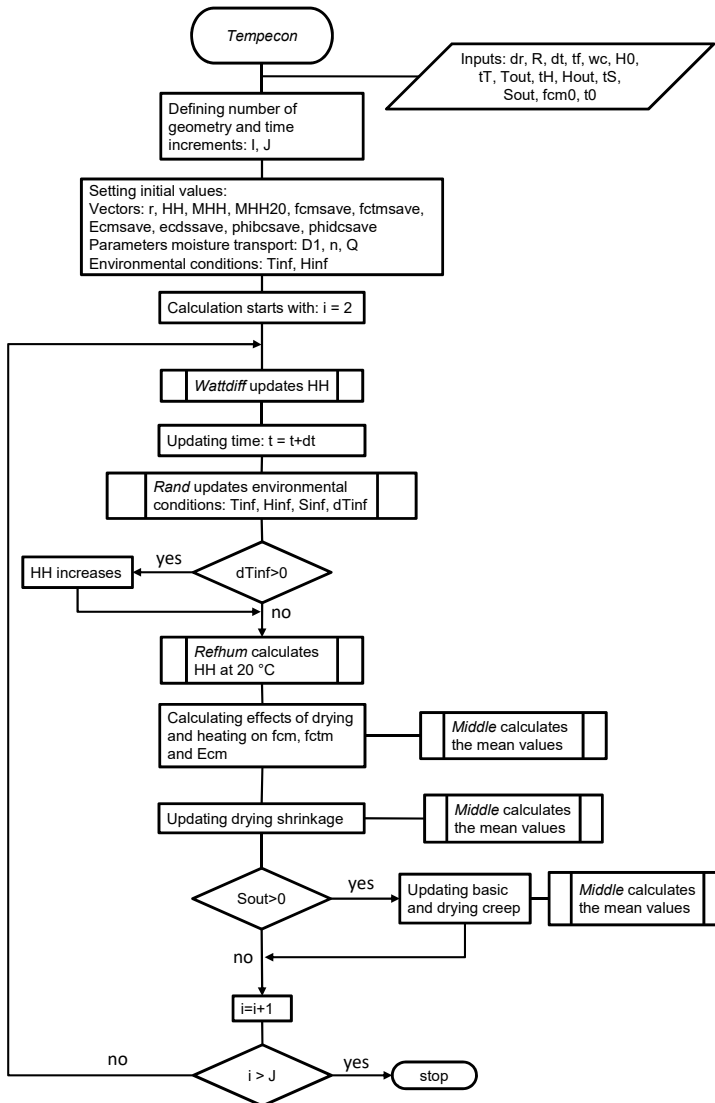 Tempecon
Inputs: dr, R, dt, tf, wc, H0,
tT, Tout, tH, Hout, tS,
Sout, fcm0, t0
Defining number of
geometry and time
increments: I, J
Setting initial values:
Vectors: r, HH, MHH, MHH20, fcmsave, fctmsave,
Ecmsave, ecdssave, phibcsave, phidcsave
Parameters moisture transport: D1, n, Q
Environmental conditions: Tinf, Hinf
Calculation starts with: i = 2
Wattdiff updates HH
Updating time: t = t+dt
Rand updates environmental
conditions: Tinf, Hinf, Sinf, dTinf
HH increases
yes
dTinf>0
no
Refhum calculates
HH at 20 °C
Calculating effects of drying
and heating on fcm, fctm
and Ecm
Middle calculates
the mean values
Updating drying shrinkage
Middle calculates
the mean values
Sout>0
yes
Updating basic
and drying creep
Middle calculates
the mean values
no
i=i+1
no
i > J
yes
stop